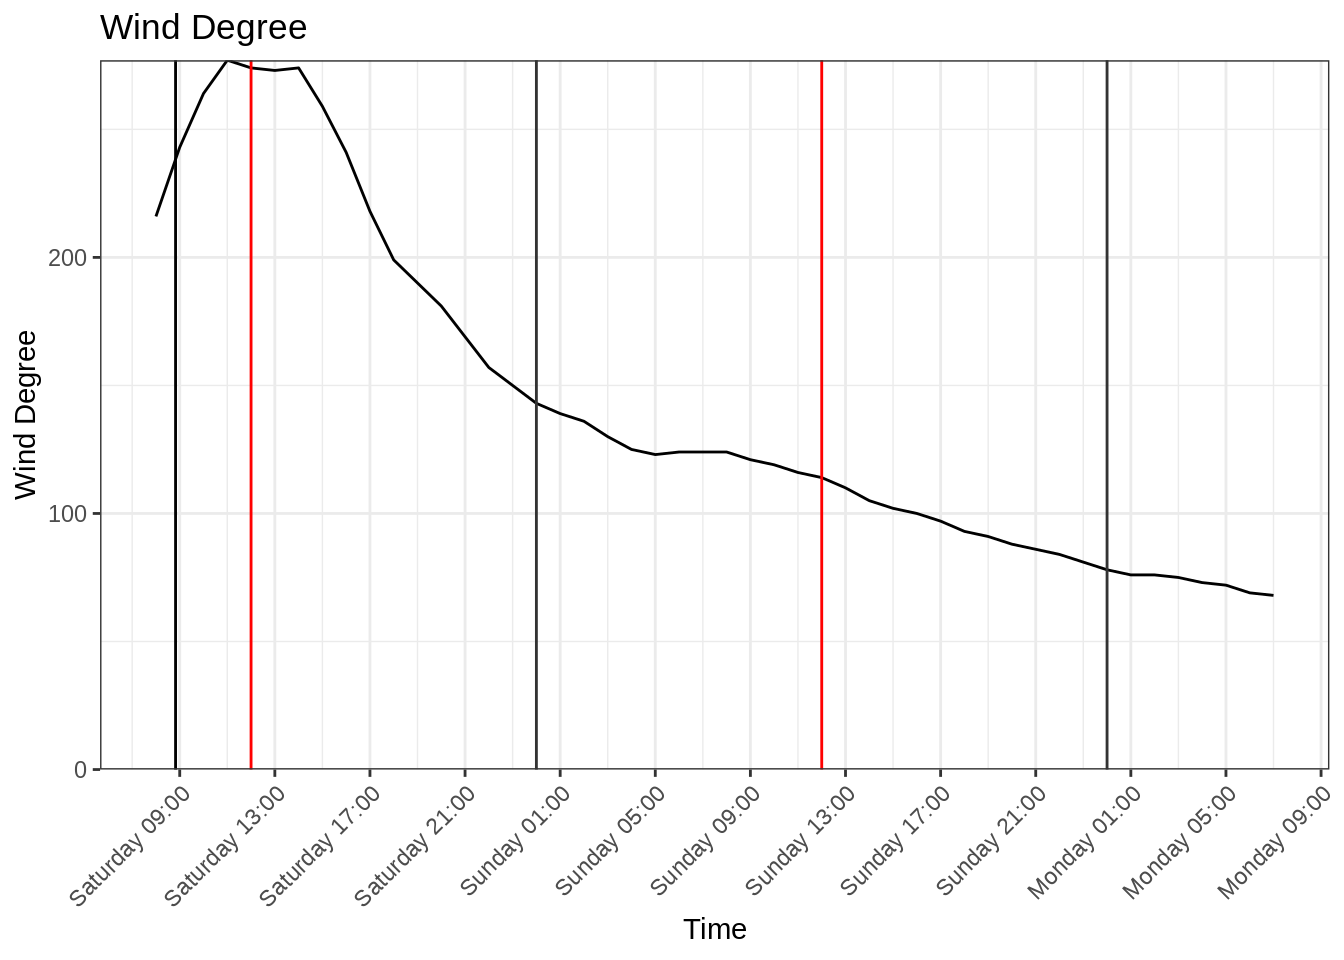 Wind Degree
Wind Degree
200
100
0
Saturday 09:00
Saturday 13:00
Saturday 17:00
Saturday 21:00
Sunday 01:00
Sunday 05:00
Sunday 09:00
Sunday 13:00
Sunday 17:00
Sunday 21:00
Monday 01:00
Monday 05:00
Monday 09:00
Time